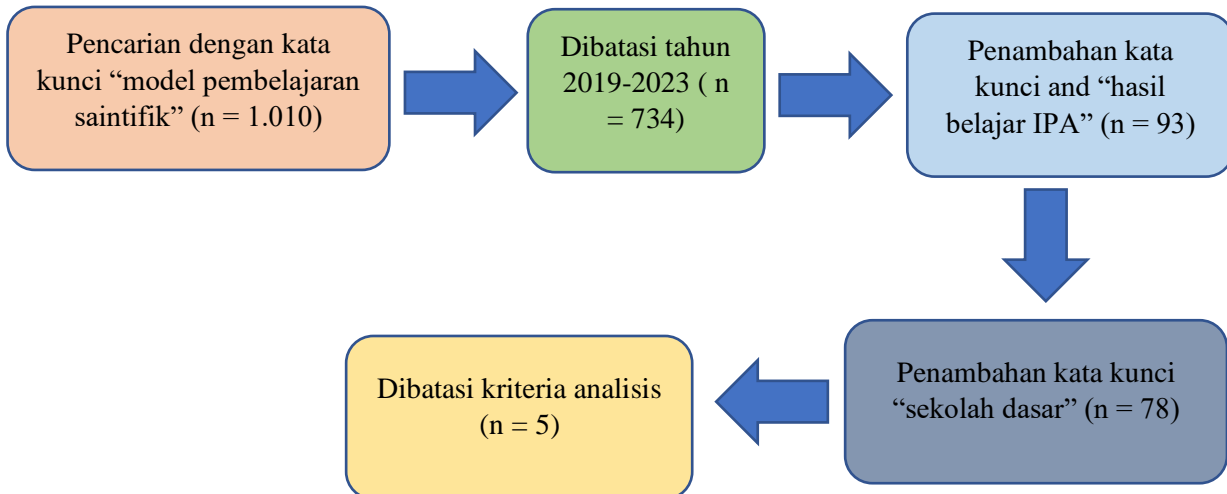 Pencarian dengan kata
kunci “model pembelajaran
saintifik” (n = 1.010)
Dibatasi tahun
2019-2023 ( n
= 734)
Penambahan kata
kunci and “hasil
belajar IPA” (n = 93)
Penambahan kata kunci
“sekolah dasar” (n = 78)
Dibatasi kriteria analisis
(n = 5)